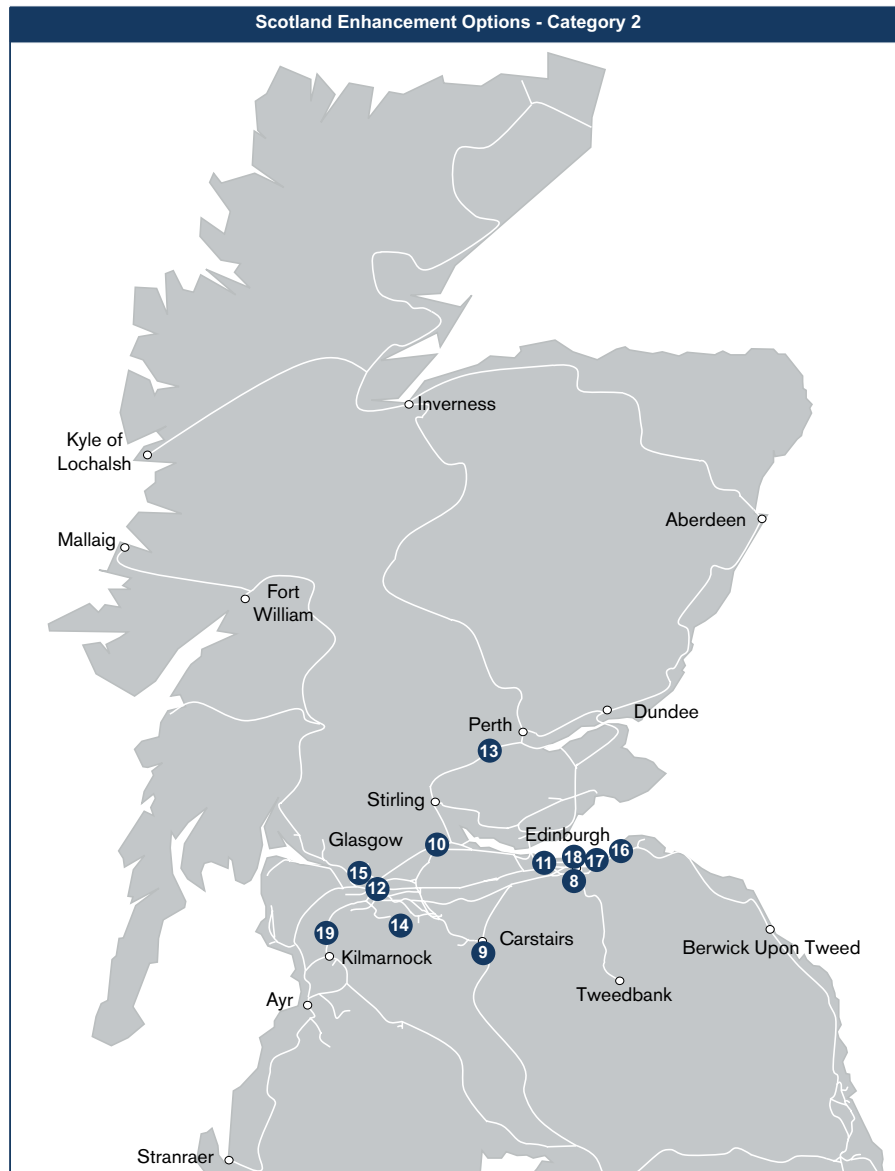 Scotland Enhancement Options - Category 2
Inverness
Kyle of
Lochalsh
Aberdeen
Mallaig
Fort
William
Dundee
Perth
13
Stirling
Glasgow
Edinburgh
10
11
18
17
16
15
12
8
14
19
Carstairs
9
Kilmarnock
Berwick Upon Tweed
Tweedbank
Ayr
Stranraer